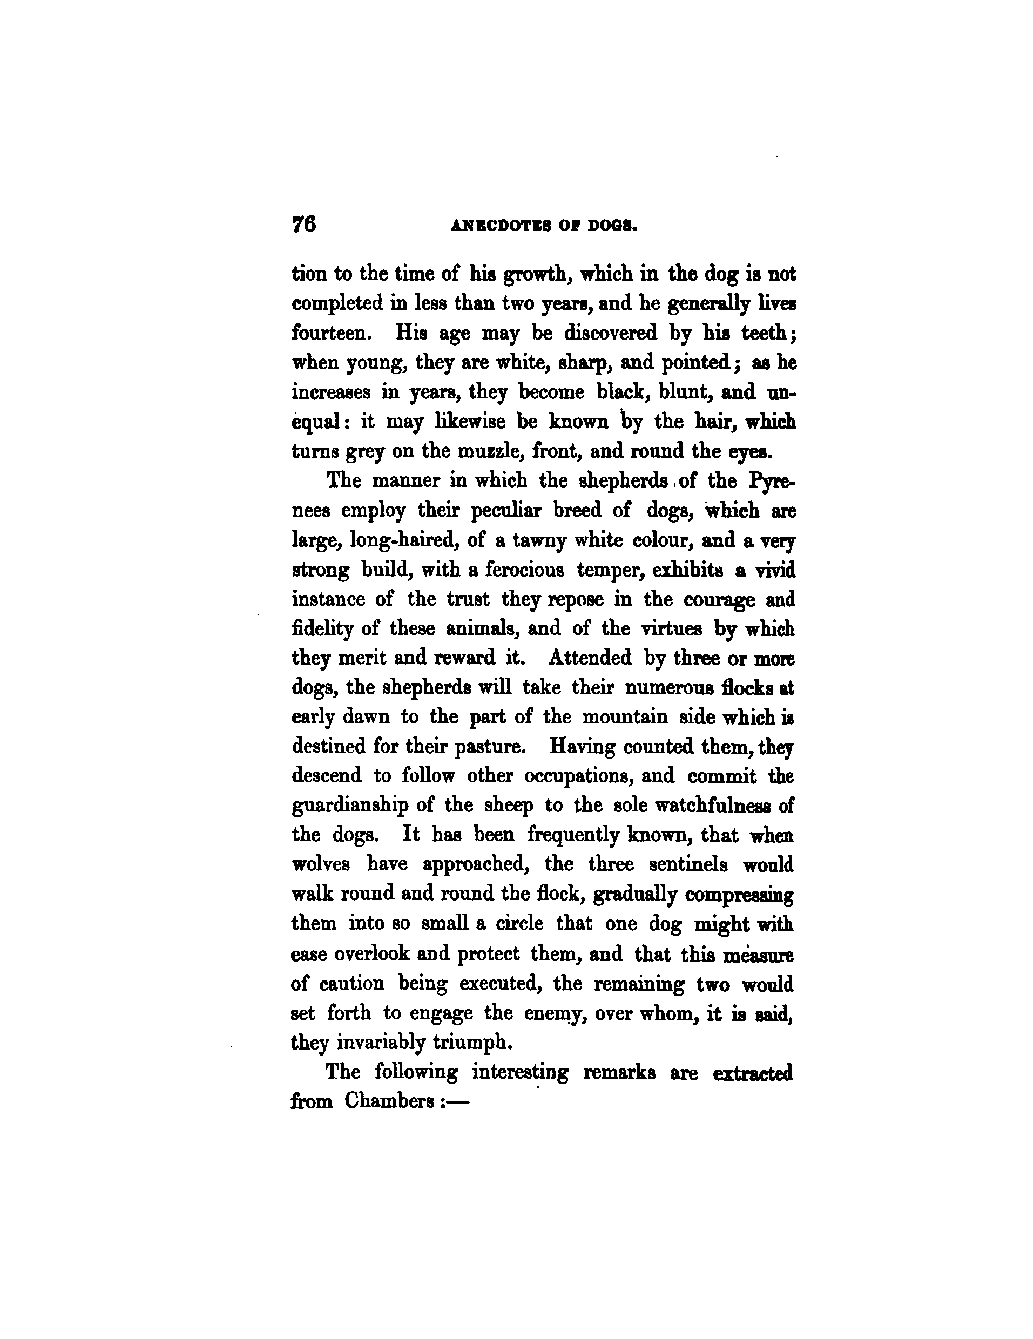 76 ANECDOTES OF DOGS.
tion to the time of his growth, which in the dog is not
completed in less than two years, and he generally lives
fourteen. His age may be discovered by his teeth;
when young, they are white, sharp, and pointed; as he
increases in years, they become black, blunt, and un-
equal: it may likewise be known by the hair, which
turns grey on the muzzle, front, and round the eyes.
The manner in which the shepherds of the Pyre-
nees employ their peculiar breed of dogs, which are
large, long-haired, of a tawny white colour, and a very
strong build, with a ferocious temper, exhibits a vivid
instance of the trust they repose in the courage and
fidelity of these animals, and of the virtues by which
they merit and reward it. Attended by three or more
dogs, the shepherds will take their numerous flocks at
early dawn to the part of the mountain side which is
destined for their pasture. Having counted them, they
descend to follow other occupations, and commit the
guardianship of the sheep to the sole watchfulness of
the dogs. It has been frequently known, that when
wolves have approached, the three sentinels would
walk round and round the flock, gradually compressing
them into so small a circle that one dog might with
ease overlook and protect them, and that this measure
of caution being executed, the remaining two would
set forth to engage the enemy, over whom, it is said,
they invariably triumph.
The following interesting remarks are extracted
from Chambers:—